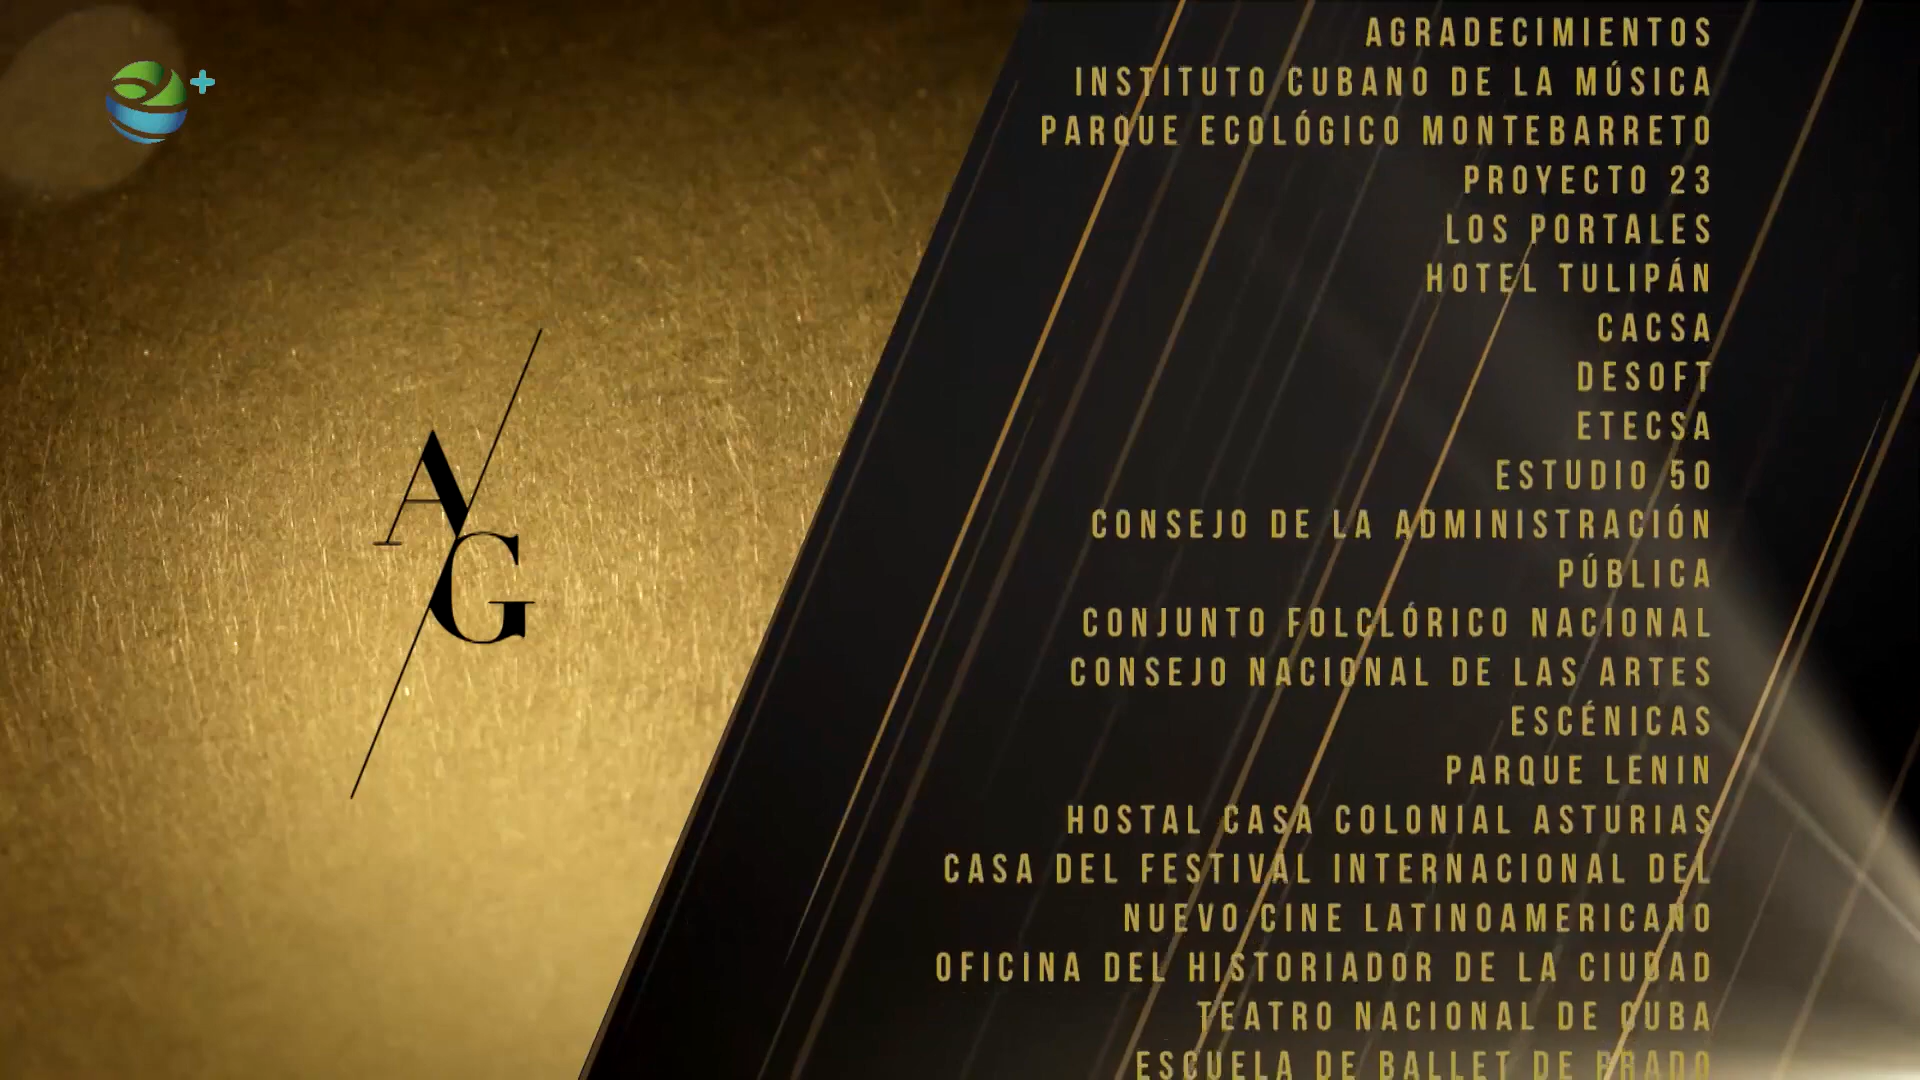 A
G
AGRADECIMIENTOS
INSTITUTO CUBANO DE LA MÚSICA
PARQUE ECOLÓGICO MONTEBARRETO
PROYECTO 23
LOS PORTALES
HOTEL TULIPÁN
CACSA
DESOFT
ETECSA
ESTUDIO 50
CONSEJO DE LA ADMINISTRACIÓN
PÚBLICA
CONJUNTO FOLCLÓRICO NACIONAL
CONSEJO NACIONAL DE LAS ARTES
ESCÉNICAS
PARQUE LENIN
HOSTAL CASA COLONIAL ASTURIAS
CASA DEL FESTIVAL INTERNACIONAL DEL
NUEVO CINE LATINOAMERICANO
OFICINA DEL HISTORIADOR DE LA CIUDAD
TEATRO NACIONAL DE CUBA
ESCUELA DE BALLET DE PRADO